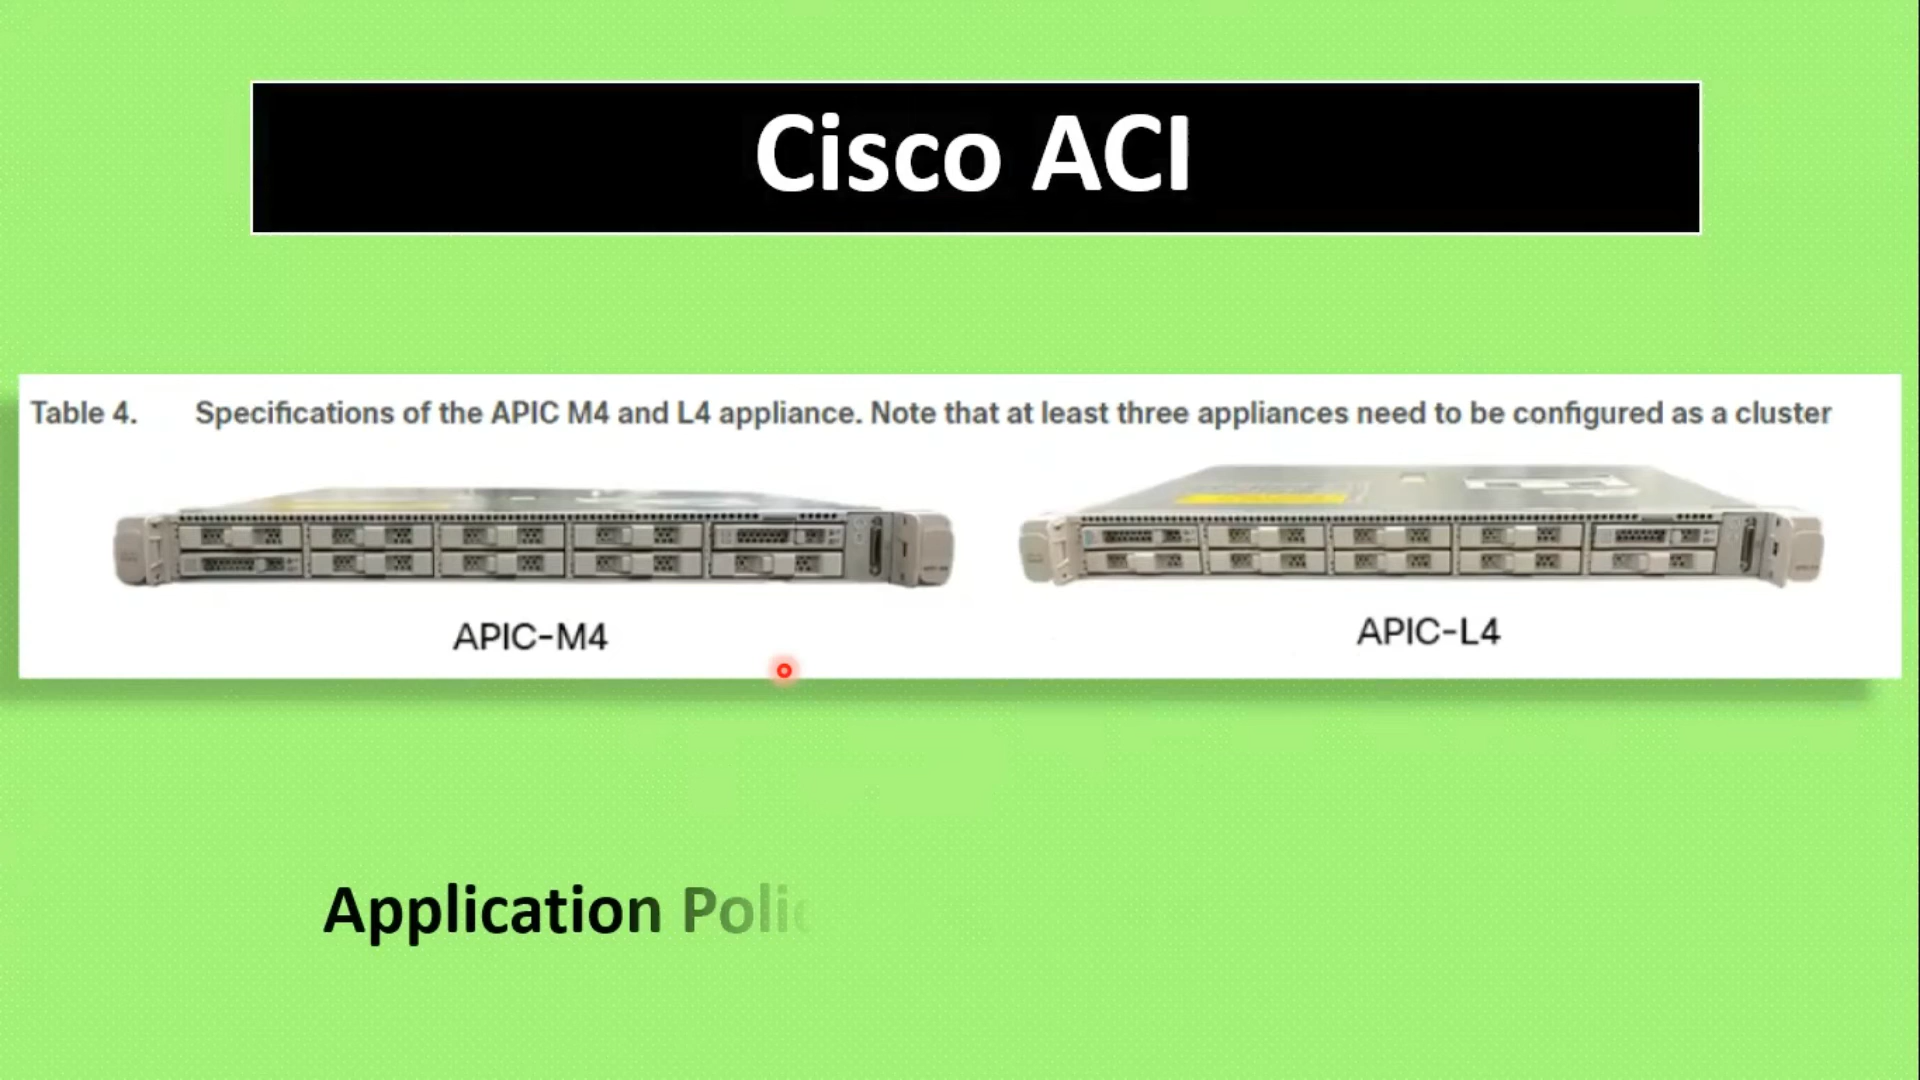 Cisco ACI
Table 4. Specifications of the APIC M4 and L4 appliance. Note that at least three appliances need to be configured as a cluster
APIC-M4
APIC-L4
Application Polic